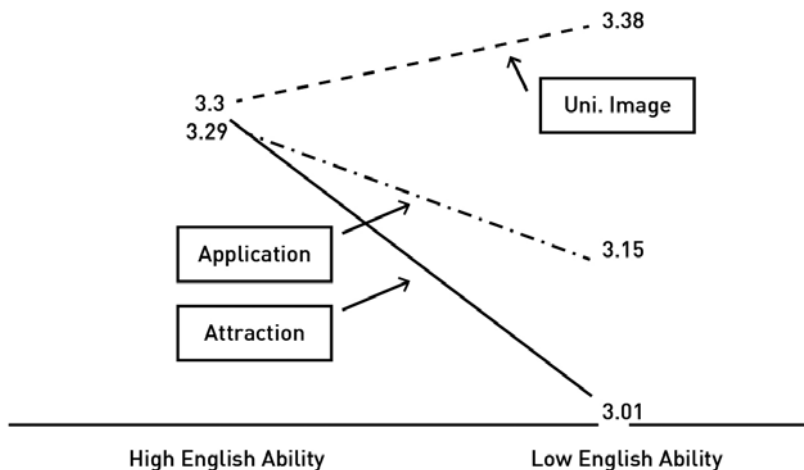 3.38
3.3
Uni. Image
3.29
Application
3.15
Attraction
3.01
High English Ability
Low English Ability